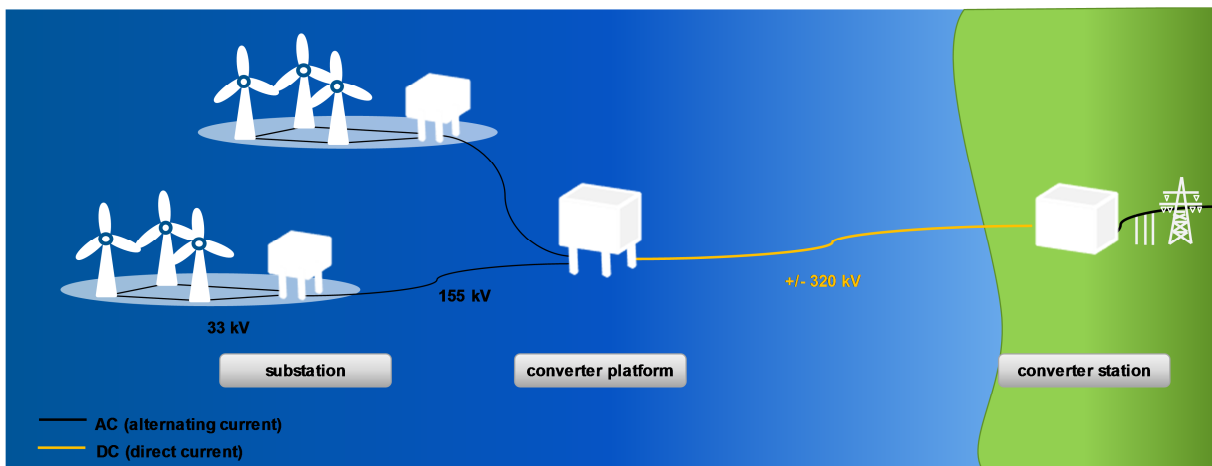 +/- 320 kV
155 kV
33 kV
substation
converter platform
converter station
AC (alternating current)
DC (direct current)